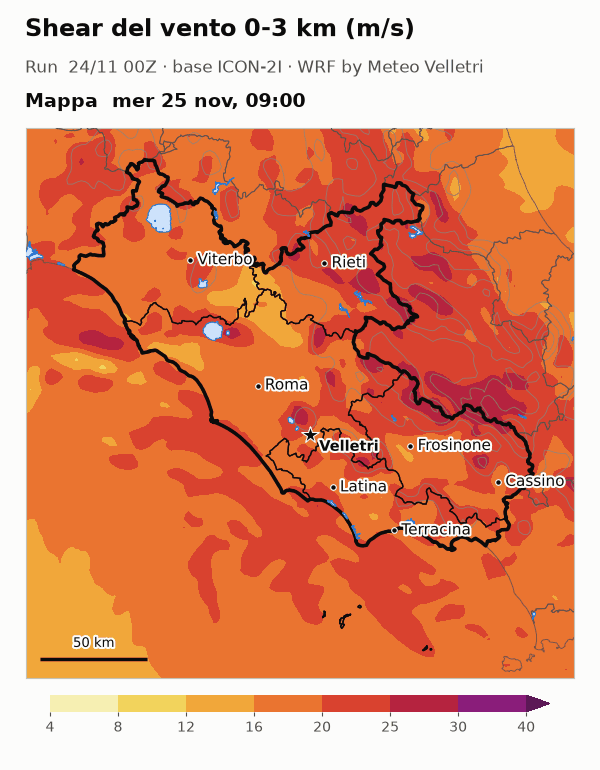 Shear del vento 0-3 km (m/s)
Run  24/11 00Z · base ICON-2I · WRF by Meteo Velletri
Mappa  mer 25 nov, 09:00
Viterbo
Rieti
Roma
Velletri
Frosinone
Latina
Cassino
Terracina
50 km
4 8 12 16 20 25 30 40